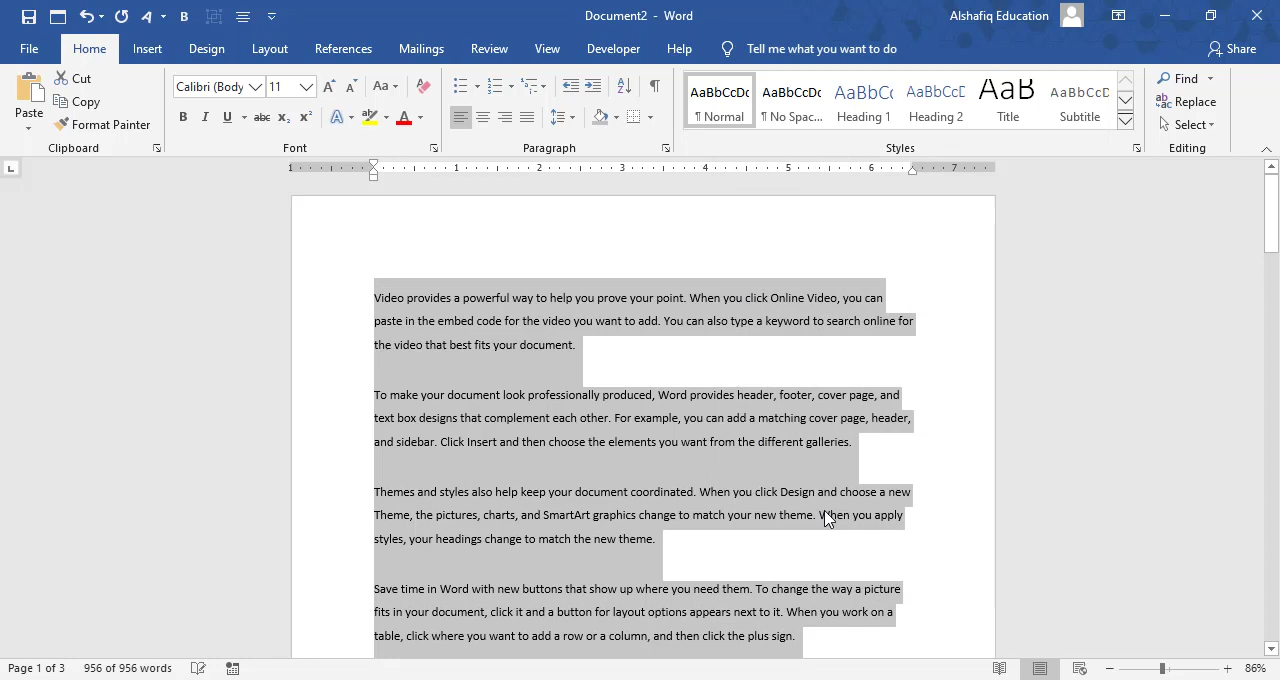 Document2 - Word
Alshafiq Education
File Home Insert Design Layout References Mailings Review View Developer Help Tell me what you want to do Share
Paste
Cut
Copy
Format Painter
Clipboard
Calibri (Body 11
Font
Paragraph
AaBbCcDc AaBbCcDc AaBbCc AaBbCcD AaB AaBbCcD
¶ Normal ¶ No Spac... Heading 1 Heading 2 Title Subtitle
Styles
Find
Replace
Select
Editing
1 1 2 3 4 5 6 7
Video provides a powerful way to help you prove your point. When you click Online Video, you can
paste in the embed code for the video you want to add. You can also type a keyword to search online for
the video that best fits your document.
To make your document look professionally produced, Word provides header, footer, cover page, and
text box designs that complement each other. For example, you can add a matching cover page, header,
and sidebar. Click Insert and then choose the elements you want from the different galleries.
Themes and styles also help keep your document coordinated. When you click Design and choose a new
Theme, the pictures, charts, and SmartArt graphics change to match your new theme. When you apply
styles, your headings change to match the new theme.
Save time in Word with new buttons that show up where you need them. To change the way a picture
fits in your document, click it and a button for layout options appears next to it. When you work on a
table, click where you want to add a row or a column, and then click the plus sign.
Page 1 of 3 956 of 956 words 86%